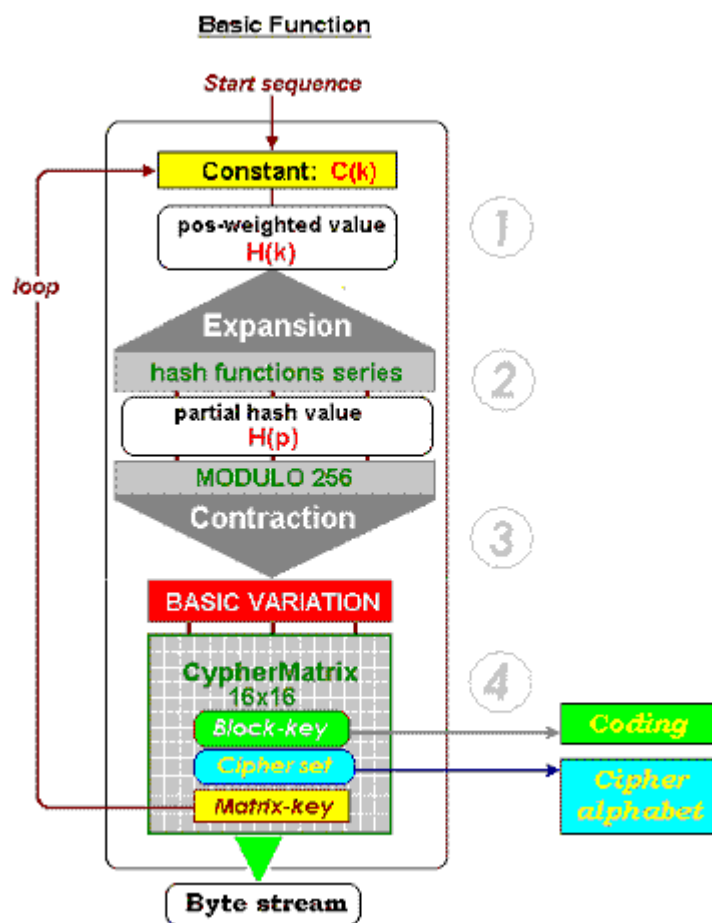 Basic Function
Start sequence
Constant: C(k)
pos-weighted value
H(k)
1
loop
Expansion
hash functions series
2
partial hash value
H(p)
MODULO 256
Contraction
3
BASIC VARIATION
CypherMatrix
16x16
4
Block-key
Coding
Cipher set
Cipher
alphabet
Matrix-key
Byte stream